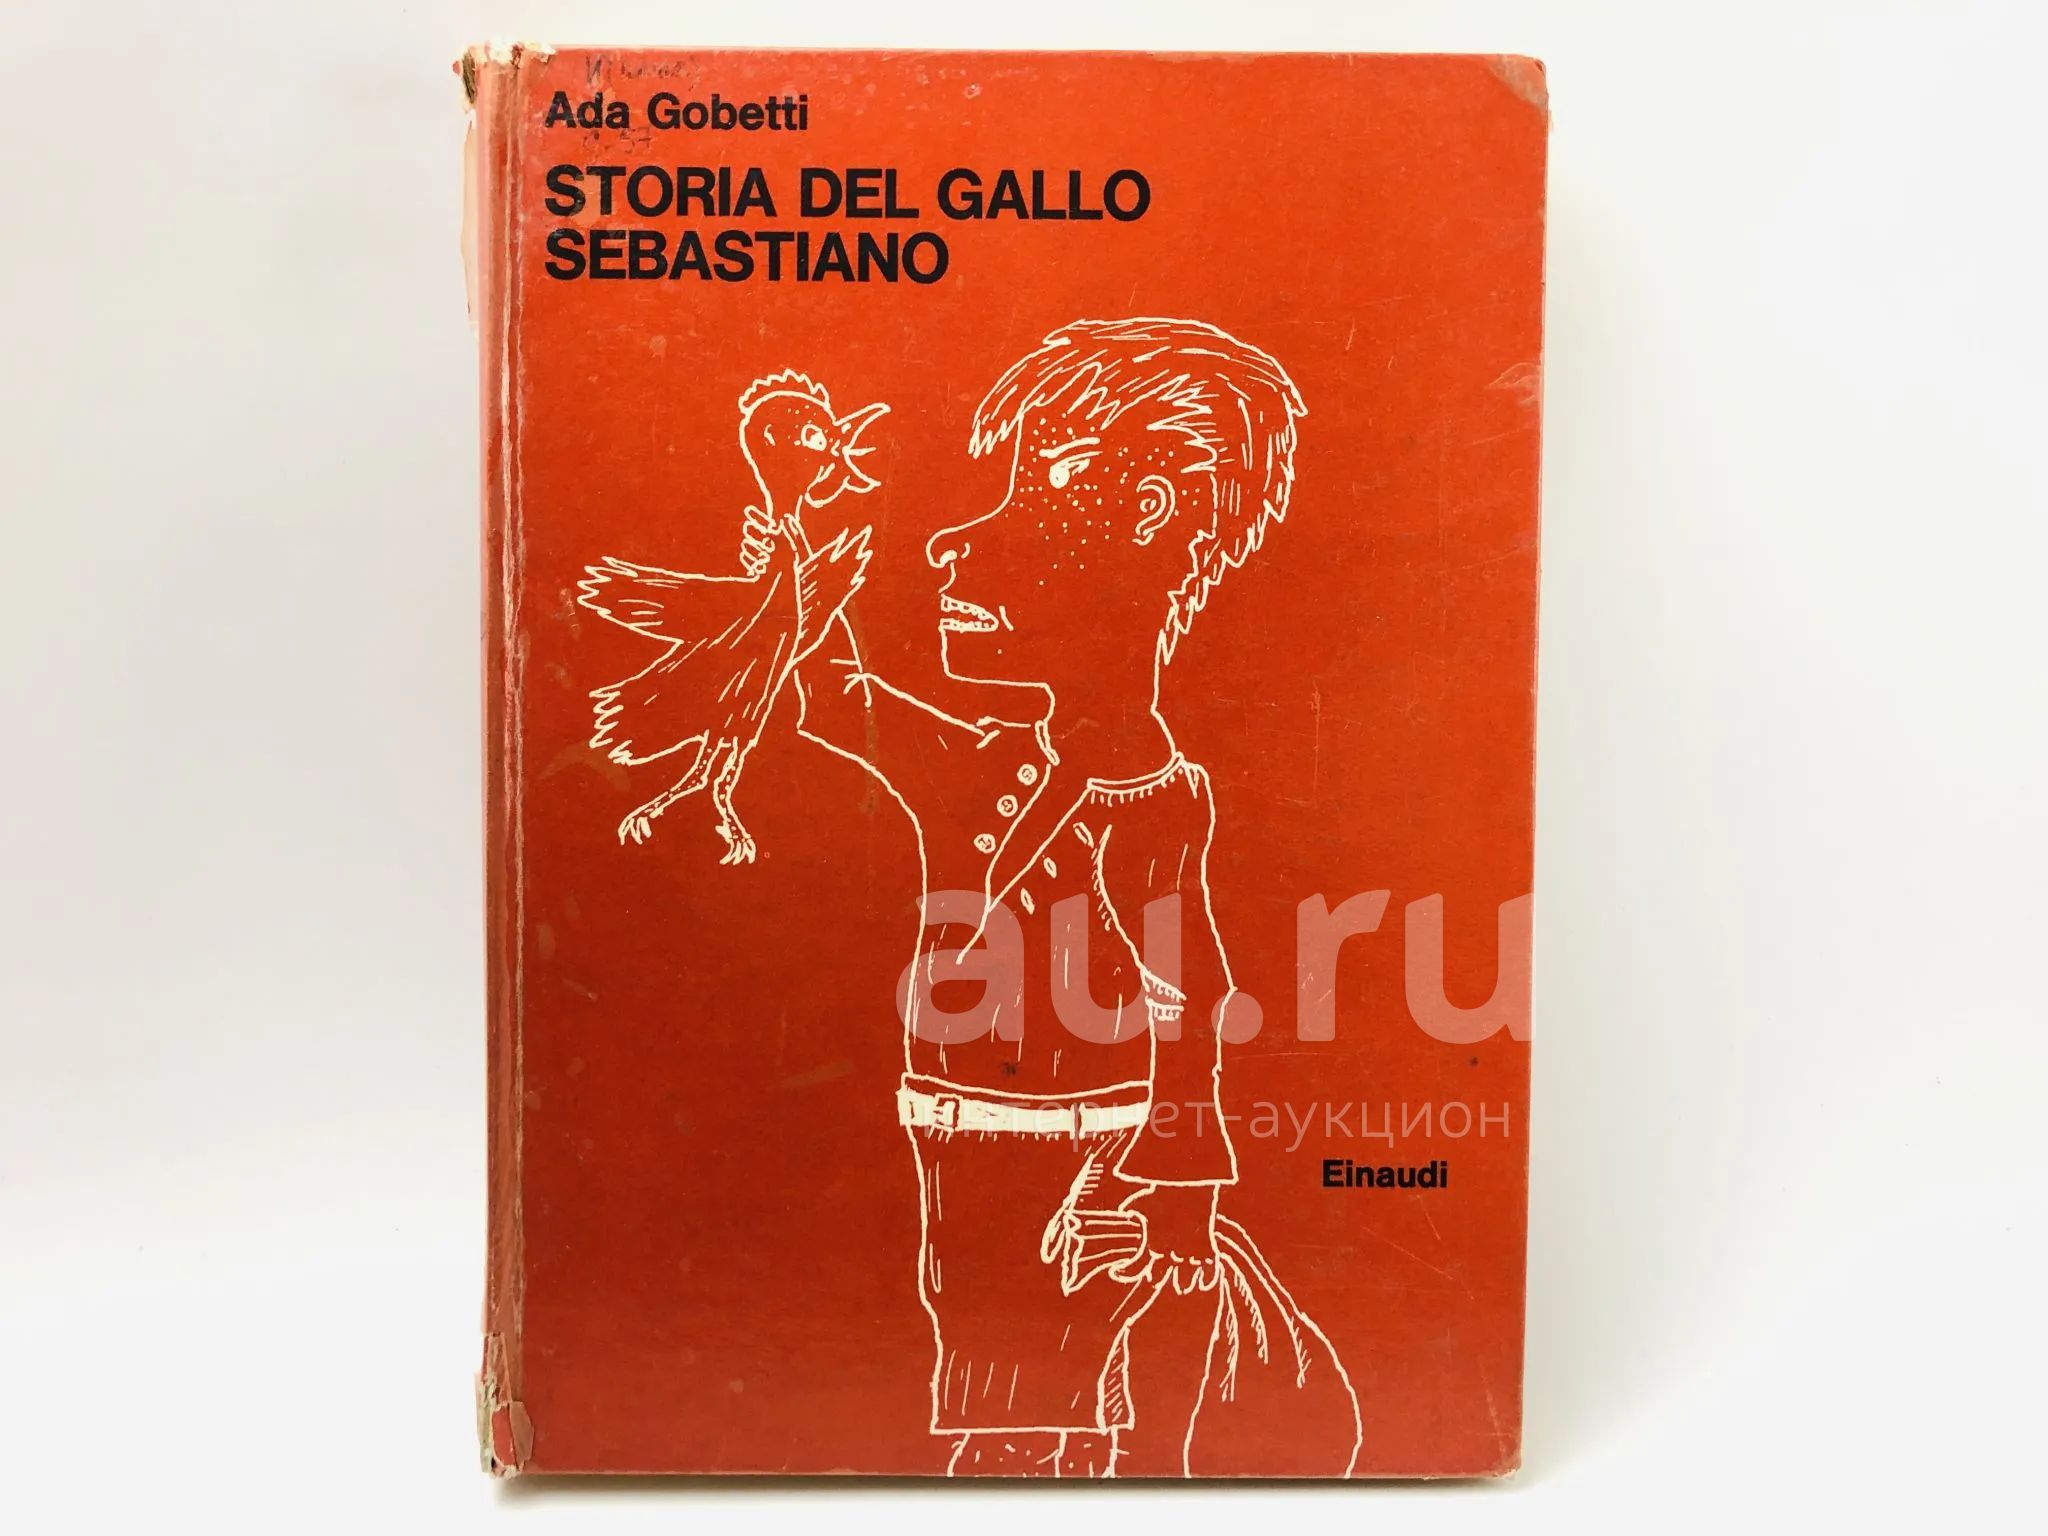 Ada Gobetti
STORIA DEL GALLO
SEBASTIANO
au.ru
интернет-аукцион
Einaudi